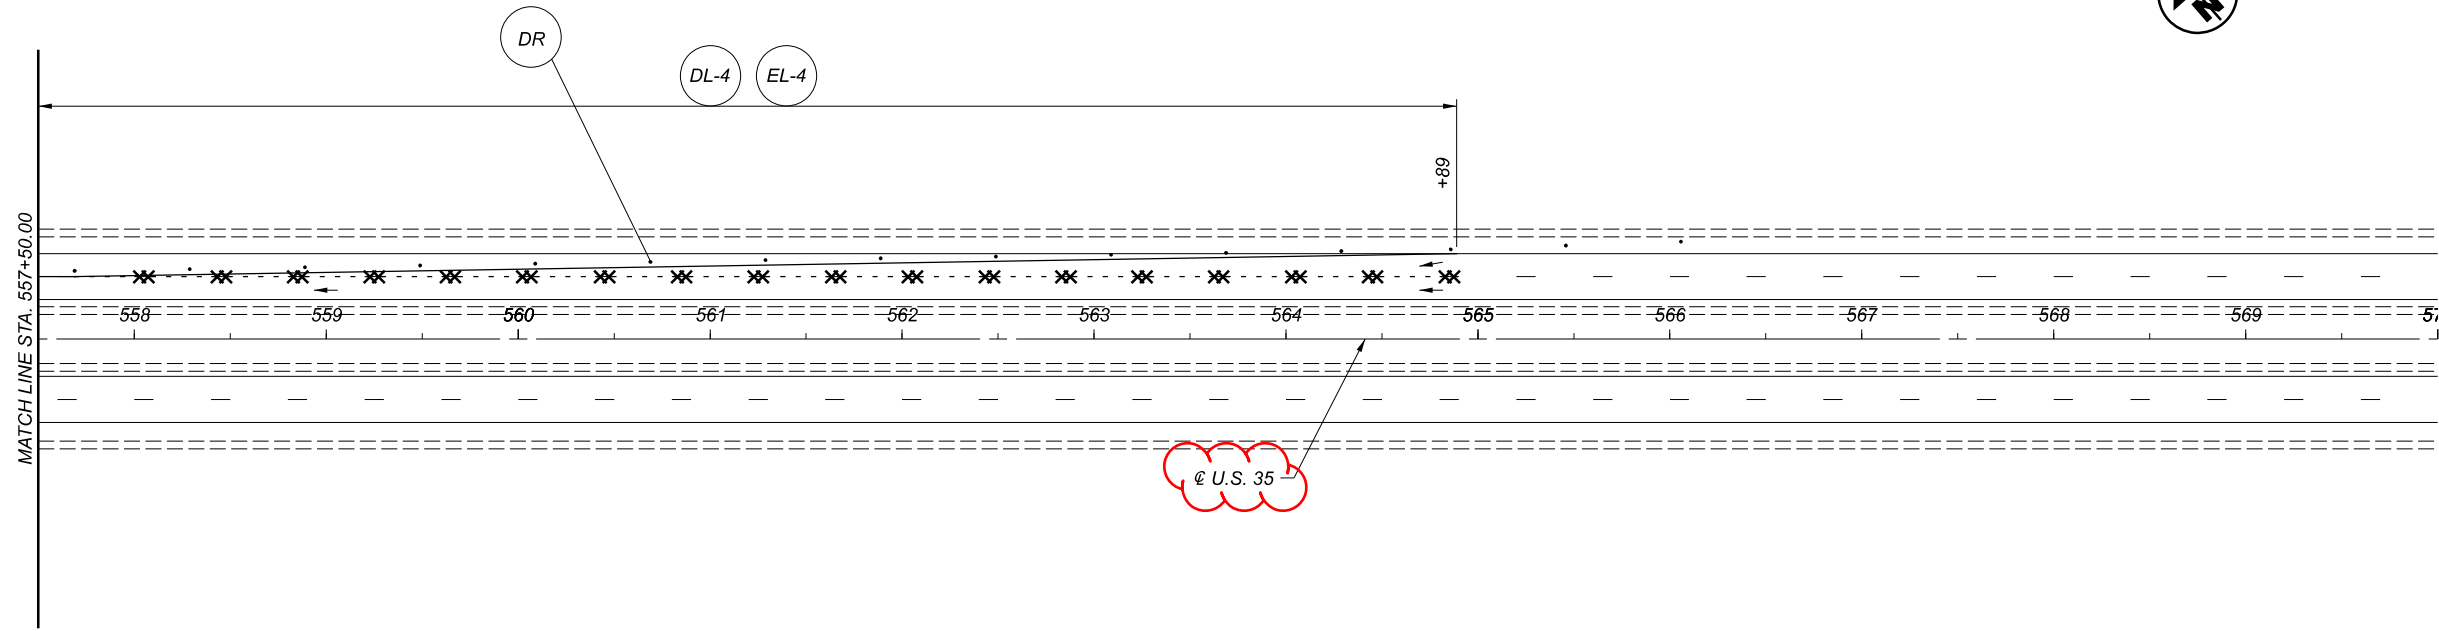 N
DR
DL-4 EL-4
+89
MATCH LINE STA. 557+50.00
558 559 560 561 562 563 564 565 566 567 568 569 57
℄ U.S. 35